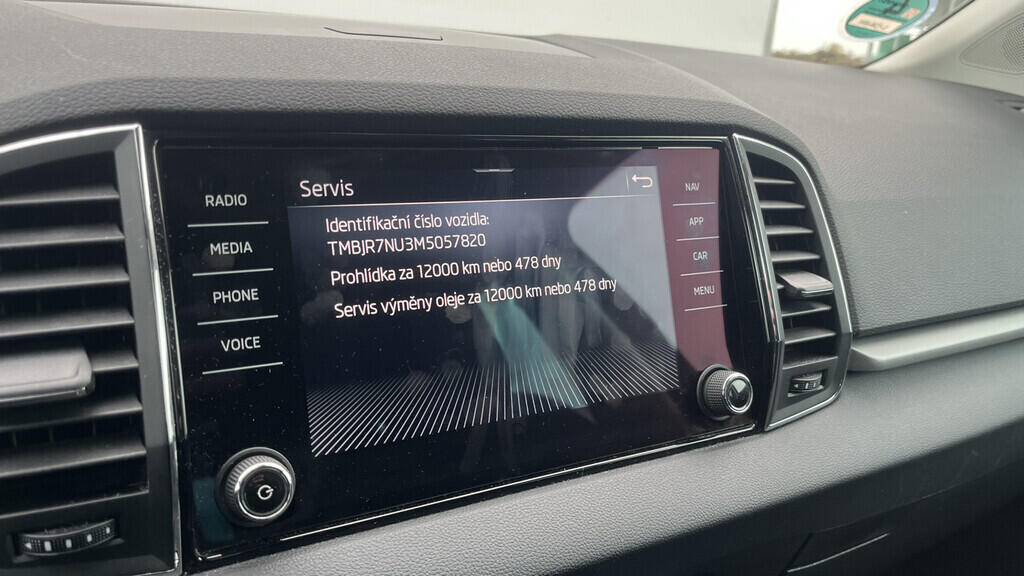 RADIO
MEDIA
PHONE
VOICE
Servis
Identifikační číslo vozidla:
TMBJR7NU3M5057820
Prohlídka za 12000 km nebo 478 dny
Servis výměny oleje za 12000 km nebo 478 dny
NAV
APP
CAR
MENU